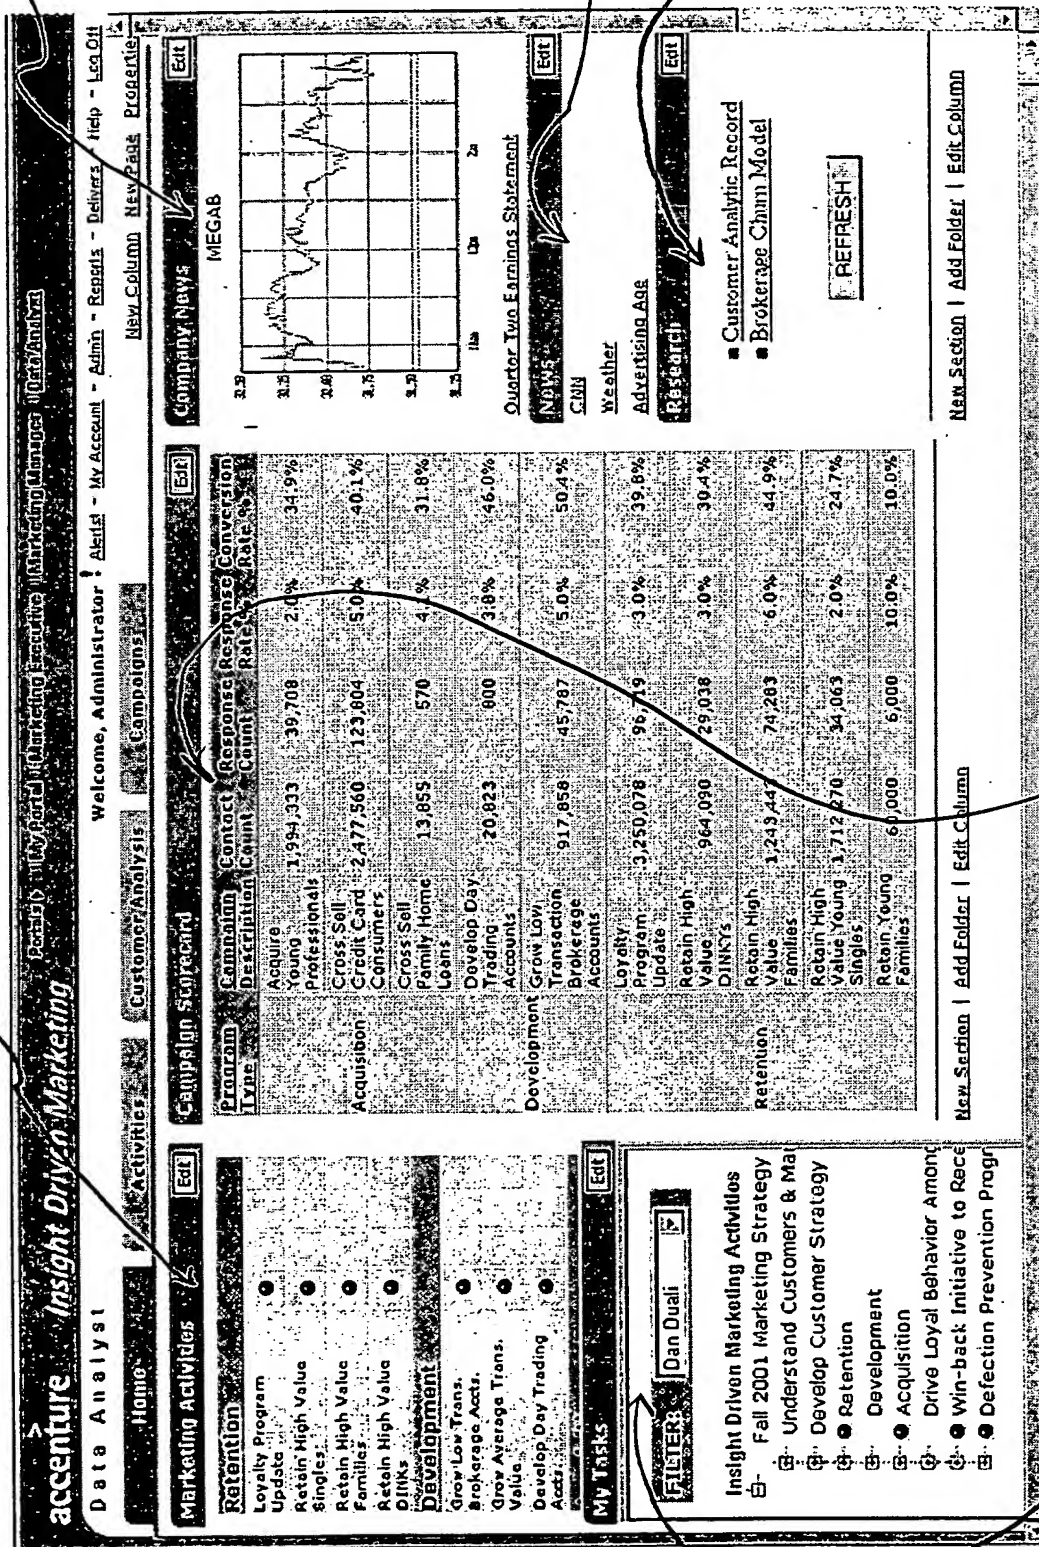 accenture Insight Driven Marketing
Portals > My Portal | Marketing Executive | Marketing Manager | Data Analyst
Data Analyst
Welcome, Administrator! Alerts! - My Account - Admin - Reports - Delivers - Help - Log Off
Home
Activities
Customer Analysis
Campaigns
New Column New Page Propertie
Marketing Activities
Edit
Retention
Loyalty Program
Update
Retain High Value
Singles
Retain High Value
Families
Retain High Value
DINKs
Development
Grow Low Trans.
Brokerage Accts.
Grow Average Trans.
Value
Develop Day Trading
Accts.
My Tasks
Edit
FILTER:
Dan Duali
Insight Driven Marketing Activities
Fall 2001 Marketing Strategy
Understand Customers & Mar
Develop Customer Strategy
Retention
Development
Acquisition
Drive Loyal Behavior Among
Win-back Initiative to Rece
Defection Prevention Progr
Campaign Scorecard
Edit
Program Type Campaign Description Contact Count Response Count Response Rate % Conversion Rate %
Acquisition
Acquire Young Professionals 1,994,333 39,708 2.0% 34.9%
Cross Sell Credit Card Consumers 2,477,560 123,804 5.0% 40.1%
Cross Sell Family Home Loans 13,855 570 31.8%
Development
Develop Day Trading Accounts 20,823 800 3.8% 46.0%
Grow Low Transaction Brokerage Accounts 917,858 45,787 5.0% 50.4%
Retention
Loyalty Program Update 3,250,078 3.0% 39.8%
Retain High Value DINKYs 964,090 29,038 3.0% 30.4%
Retain High Value Families 74,283 6.0% 44.9%
Retain High Value Young Singles 1,712,270 34,063 2.0% 24.7%
Retain Young Families 60,000 6,000 10.0% 10.0%
New Section | Add Folder | Edit Column
Company News
Edit
MEGAB
11a 12p 2p
Quarter Two Earnings Statement
News
Edit
CNN
Weather
Advertising Age
Research
Edit
Customer Analytic Record
Brokerage Churn Model
REFRESH
New Section | Add Folder | Edit Column